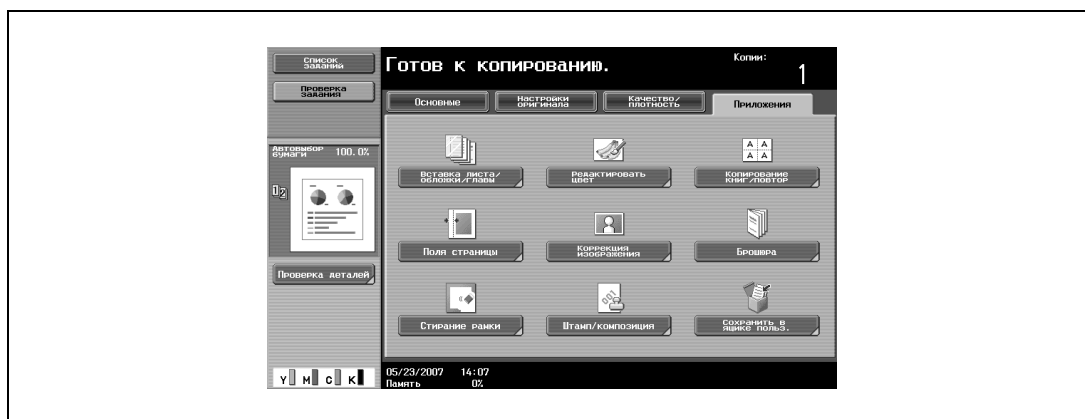 Список
заданий
Проверка
задания
Готов к копированию.
Копии:
1
Основные
Настройки
оригинала
Качество/
плотность
Приложения
Автовыбор
бумаги
100.0%
1 2
Вставка листа/
обложки/главы
Редактировать
цвет
Копирование
книг/повтор
Поля страницы
Коррекция
изображения
Брошюра
Проверка деталей
Стирание рамки
Штамп/композиция
Сохранить в
ящике польз.
Y M C K
05/23/2007 14:07
Память 0%